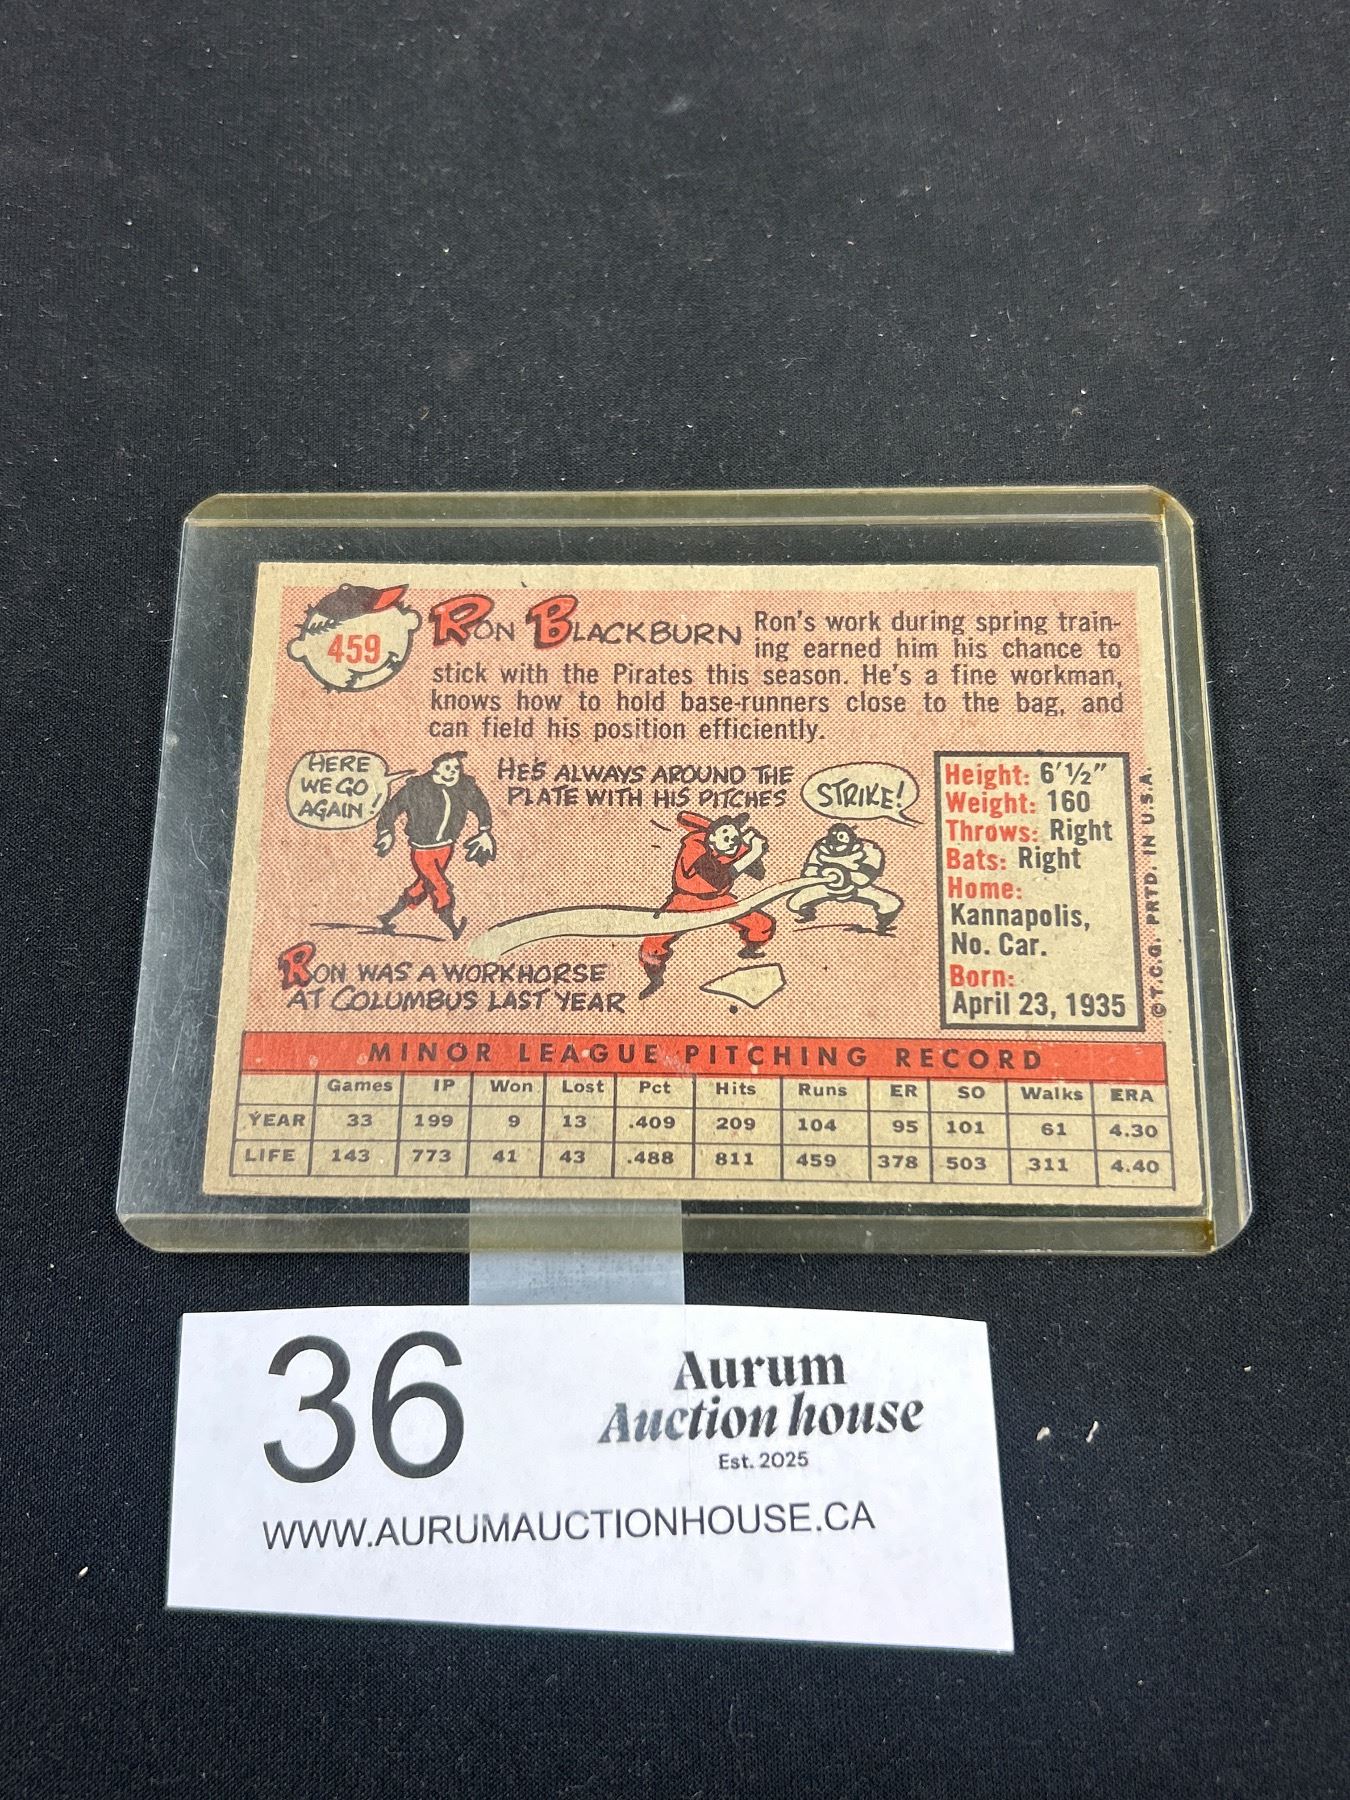 459
RON BLACKBURN
Ron's work during spring train-
ing earned him his chance to
stick with the Pirates this season. He's a fine workman,
knows how to hold base-runners close to the bag, and
can field his position efficiently.
HERE
WE GO
AGAIN!
HE'S ALWAYS AROUND THE
PLATE WITH HIS PITCHES
STRIKE!
RON WAS A WORKHORSE
AT COLUMBUS LAST YEAR
Height: 6'½"
Weight: 160
Throws: Right
Bats: Right
Home:
Kannapolis,
No. Car.
Born:
April 23, 1935
©T.C.G. PRTD. IN U.S.A.
MINOR LEAGUE PITCHING RECORD
Games IP Won Lost Pct Hits Runs ER SO Walks ERA
YEAR 33 199 9 13 .409 209 104 95 101 61 4.30
LIFE 143 773 41 43 .488 811 459 378 503 311 4.40
36
Aurum
Auction house
Est. 2025
WWW.AURUMAUCTIONHOUSE.CA